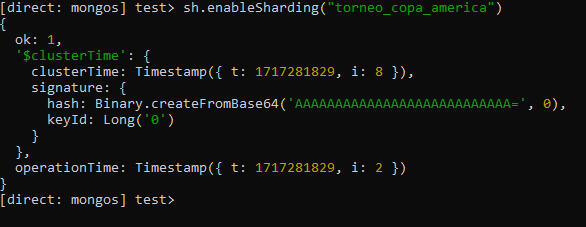 [direct: mongos] test> sh.enableSharding("torneo_copa_america")
{
  ok: 1,
  '$clusterTime': {
    clusterTime: Timestamp({ t: 1717281829, i: 8 }),
    signature: {
      hash: Binary.createFromBase64('AAAAAAAAAAAAAAAAAAAAAAAAAAA=', 0),
      keyId: Long('0')
    }
  },
  operationTime: Timestamp({ t: 1717281829, i: 2 })
}
[direct: mongos] test>